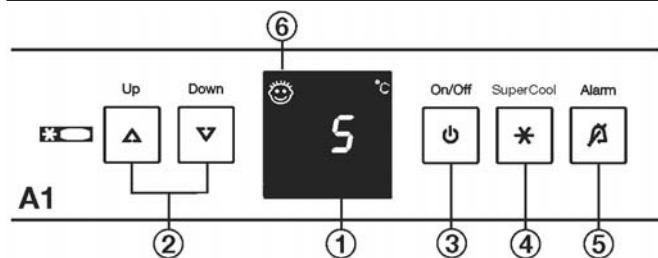 ⑥
Up Down °C On/Off SuperCool Alarm
5
A1
② ① ③ ④ ⑤